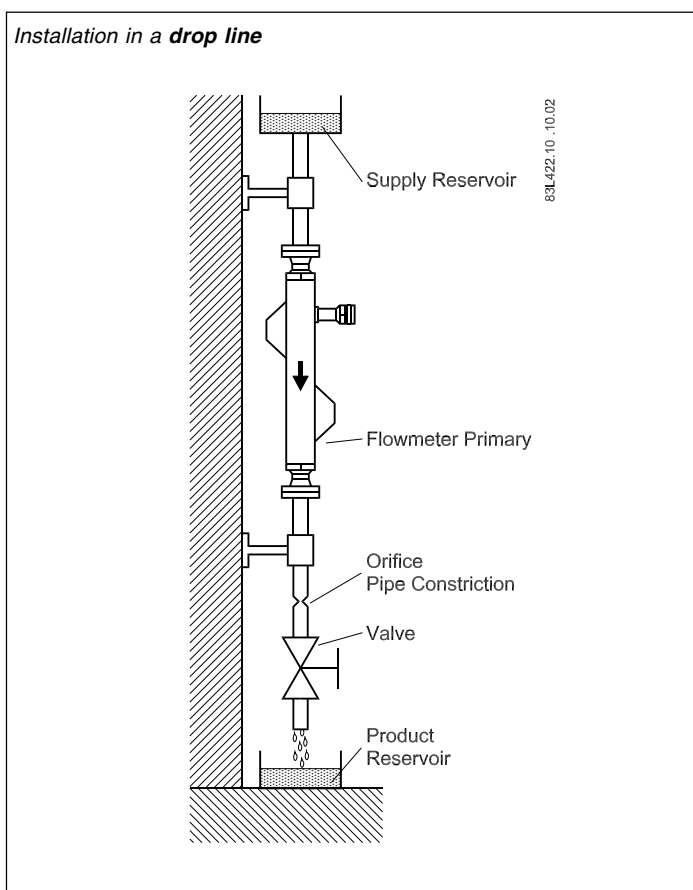 Installation in a drop line
83L422.10 .10.02
Supply Reservoir
Flowmeter Primary
Orifice
Pipe Constriction
Valve
Product
Reservoir